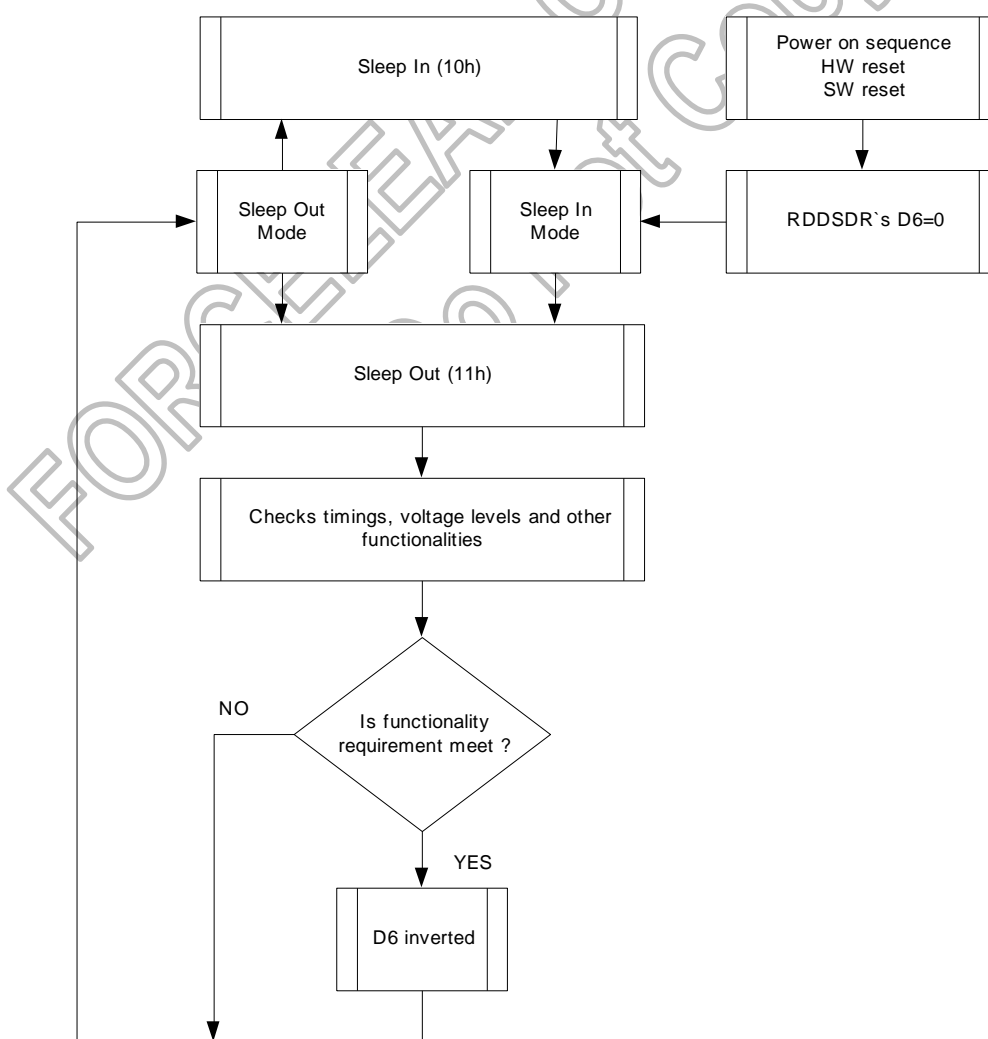 Sleep In (10h)
Power on sequence
HW reset
SW reset
Sleep Out
Mode
Sleep In
Mode
RDDSDR`s D6=0
Sleep Out (11h)
Checks timings, voltage levels and other
functionalities
NO
Is functionality
requirement meet ?
YES
D6 inverted